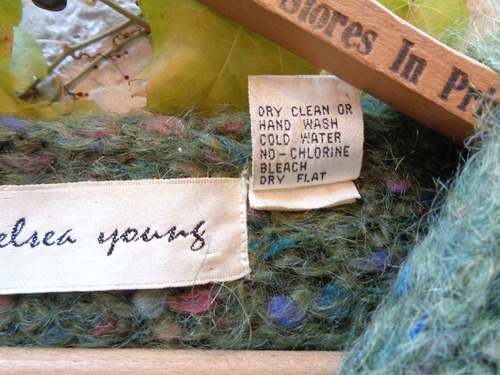 Stores In Pri
DRY CLEAN OR
HAND WASH
COLD WATER
NO-CHLORINE
BLEACH
DRY FLAT
elsea young